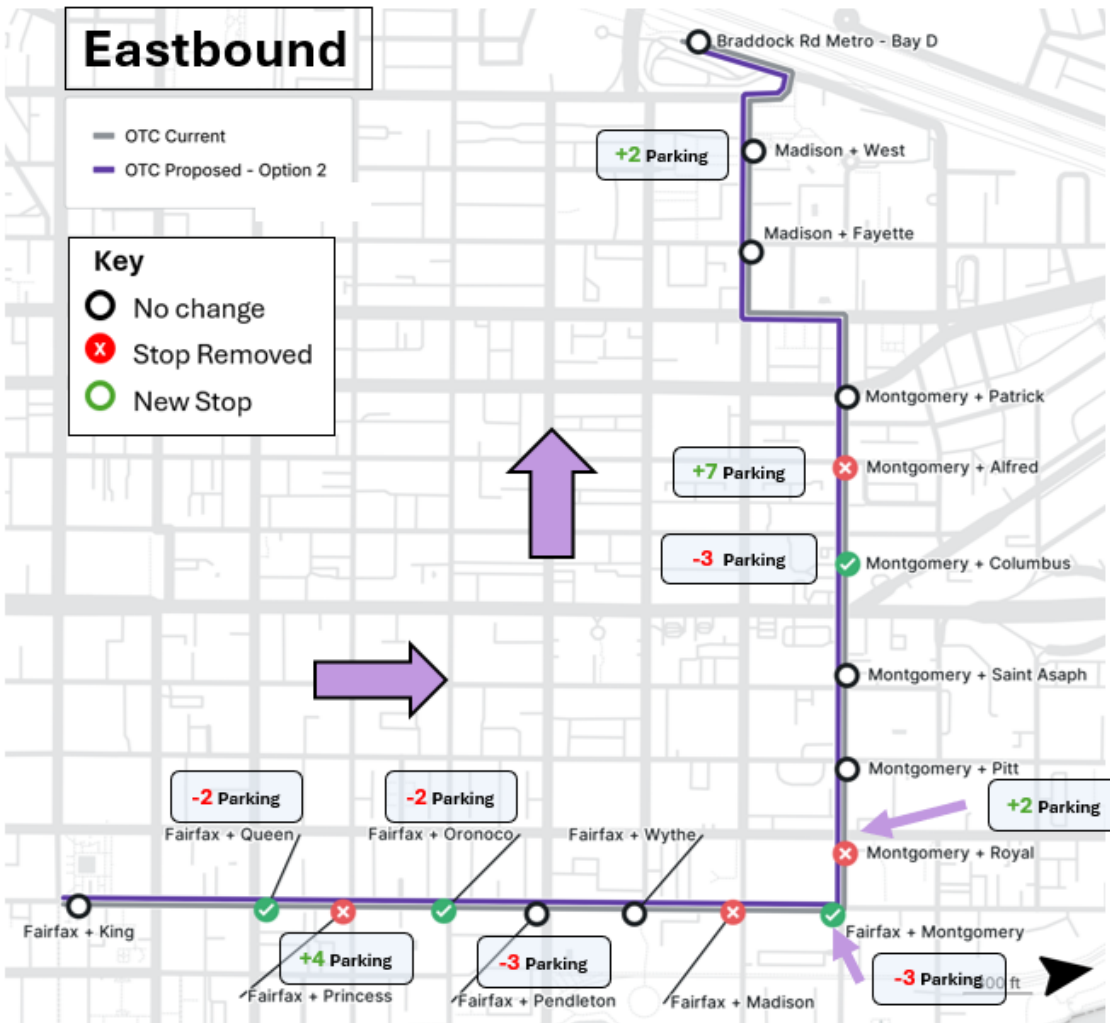 Eastbound
OTC Current
OTC Proposed - Option 2
Key
No change
X Stop Removed
New Stop
Braddock Rd Metro - Bay D
+2 Parking
Madison + West
Madison + Fayette
Montgomery + Patrick
+7 Parking
Montgomery + Alfred
-3 Parking
Montgomery + Columbus
Montgomery + Saint Asaph
Montgomery + Pitt
+2 Parking
Montgomery + Royal
-2 Parking
-2 Parking
Fairfax + Queen
Fairfax + Oronoco
Fairfax + Wythe
Fairfax + King
Fairfax + Montgomery
+4 Parking
-3 Parking
-3 Parking
Fairfax + Princess
Fairfax + Pendleton
Fairfax + Madison